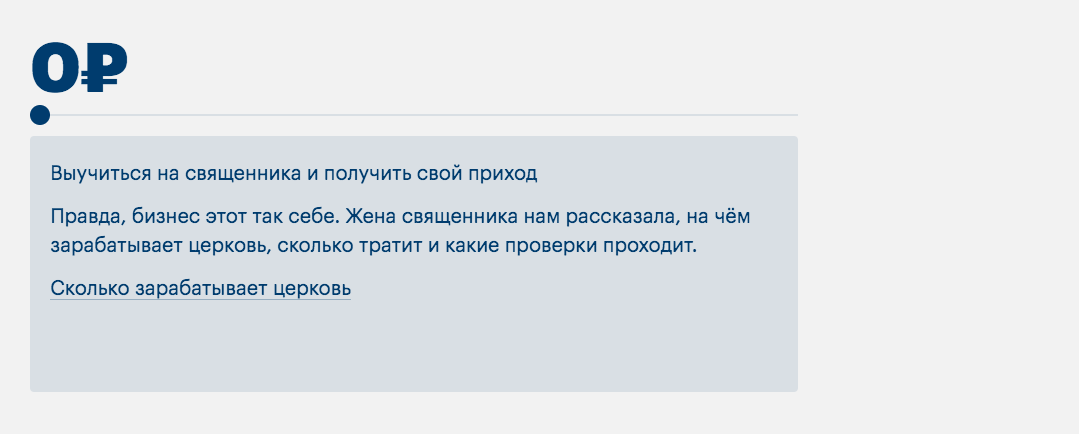 0₽
Выучиться на священника и получить свой приход
Правда, бизнес этот так себе. Жена священника нам рассказала, на чём
зарабатывает церковь, сколько тратит и какие проверки проходит.
Сколько зарабатывает церковь